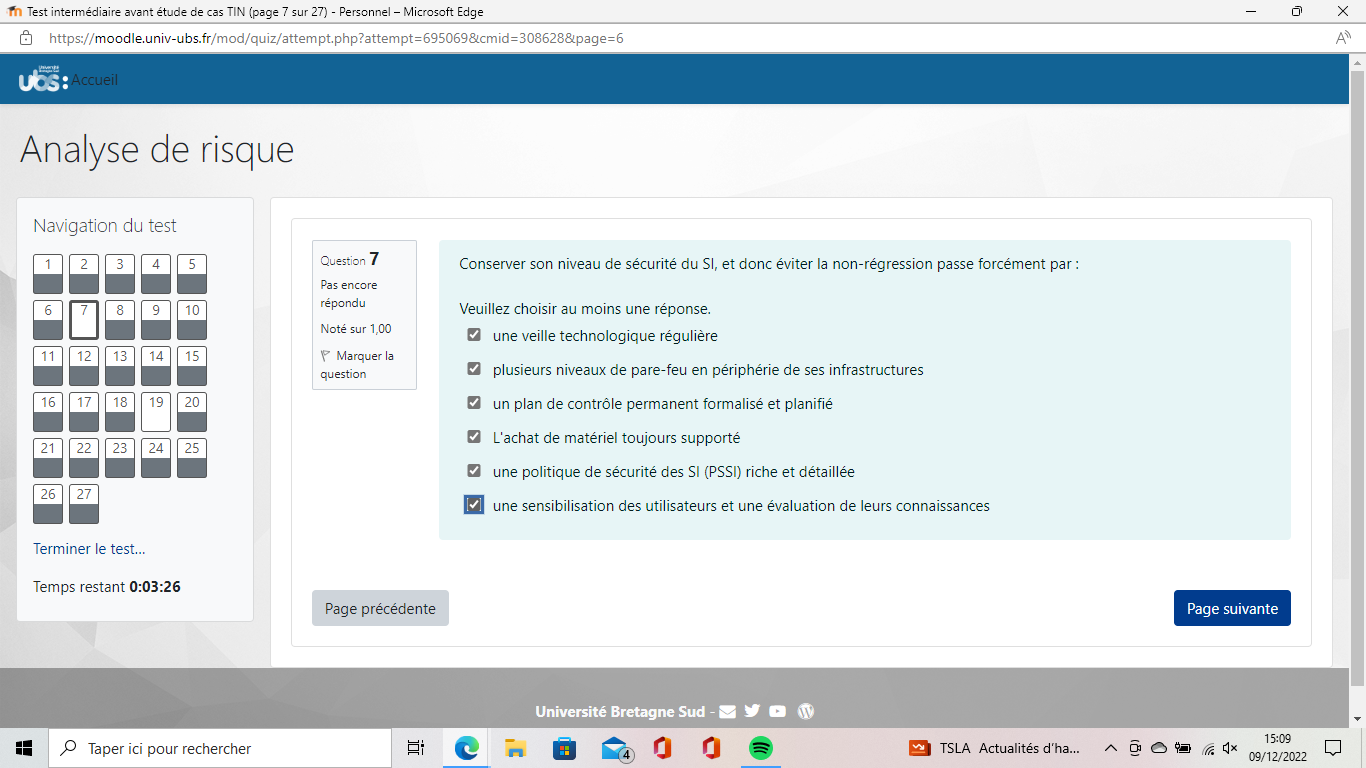 Test intermédiaire avant étude de cas TIN (page 7 sur 27) - Personnel – Microsoft Edge
https://moodle.univ-ubs.fr/mod/quiz/attempt.php?attempt=695069&cmid=308628&page=6
ubs: Accueil
Analyse de risque
Navigation du test
1 2 3 4 5
6 7 8 9 10
11 12 13 14 15
16 17 18 19 20
21 22 23 24 25
26 27
Terminer le test...
Temps restant 0:03:26
Question 7
Pas encore
répondu
Noté sur 1,00
Marquer la
question
Conserver son niveau de sécurité du SI, et donc éviter la non-régression passe forcément par :
Veuillez choisir au moins une réponse.
une veille technologique régulière
plusieurs niveaux de pare-feu en périphérie de ses infrastructures
un plan de contrôle permanent formalisé et planifié
L'achat de matériel toujours supporté
une politique de sécurité des SI (PSSI) riche et détaillée
une sensibilisation des utilisateurs et une évaluation de leurs connaissances
Page précédente
Page suivante
Université Bretagne Sud -
Taper ici pour rechercher
4
TSLA Actualités d'ha...
15:09
09/12/2022